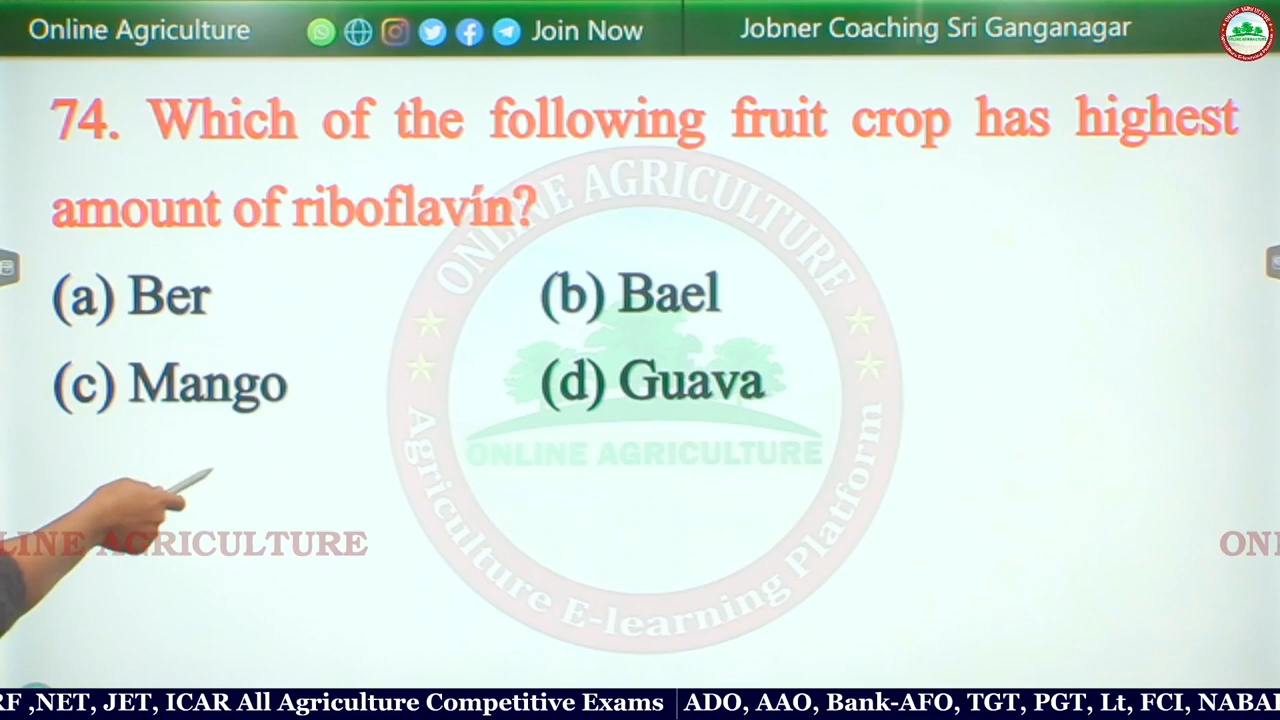 Online Agriculture Join Now Jobner Coaching Sri Ganganagar
74. Which of the following fruit crop has highest
amount of riboflavín?
(a) Ber (b) Bael
(c) Mango (d) Guava
ONLINE AGRICULTURE
ONLINE AGRICULTURE
Agriculture E-learning Platform
LINE AGRICULTURE ONI
RF ,NET, JET, ICAR All Agriculture Competitive Exams ADO, AAO, Bank-AFO, TGT, PGT, Lt, FCI, NABAI